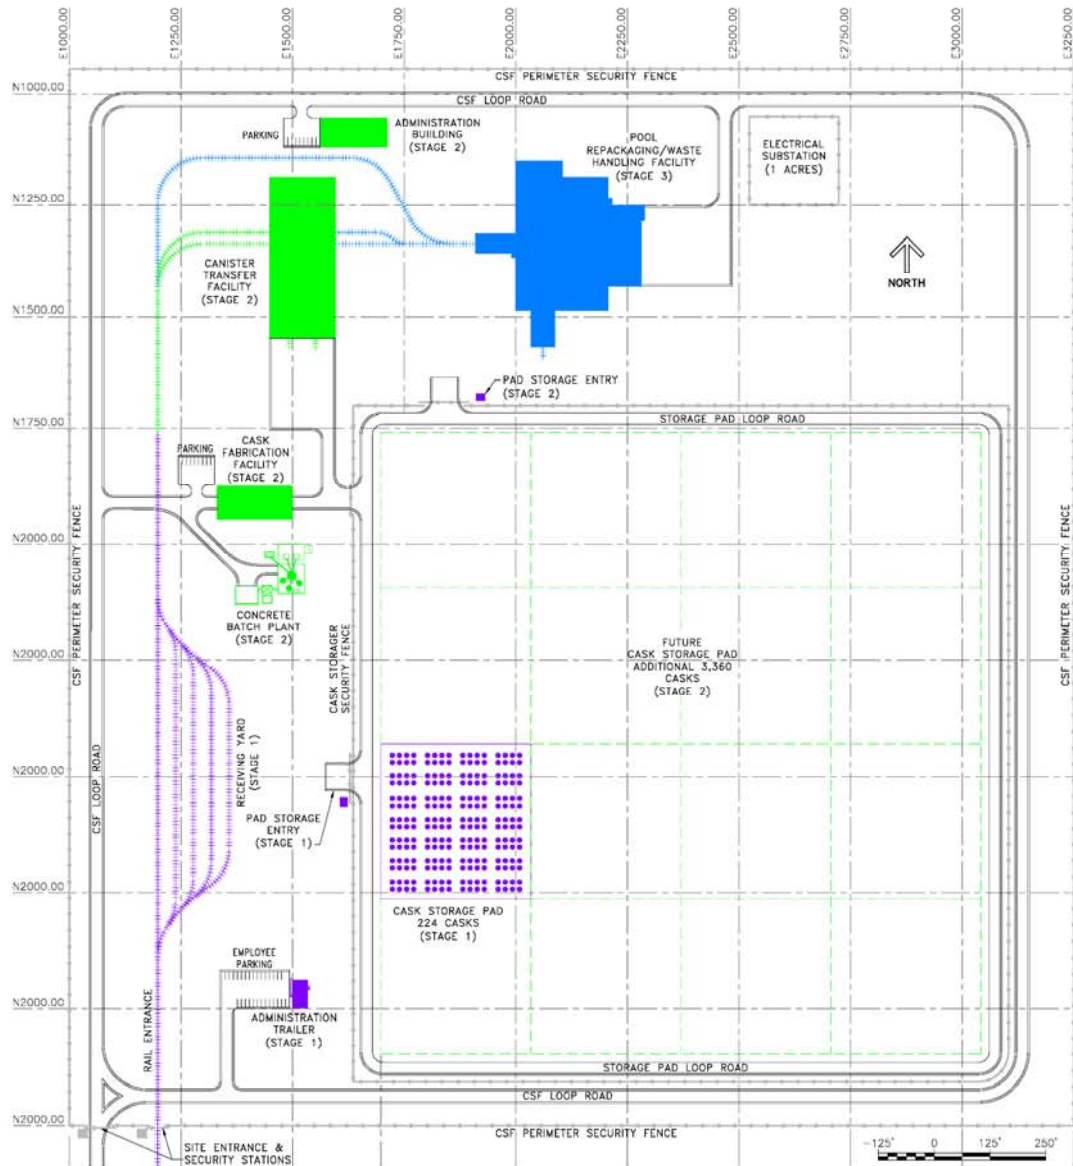 E1000.00
E1250.00
E1500.00
E1750.00
E2000.00
E2250.00
E2500.00
E2750.00
E3000.00
E3250.00
CSF PERIMETER SECURITY FENCE
N1000.00
CSF LOOP ROAD
PARKING
ADMINISTRATION
BUILDING
(STAGE 2)
POOL
REPACKAGING/WASTE
HANDLING FACILITY
(STAGE 3)
ELECTRICAL
SUBSTATION
(1 ACRES)
N1250.00
CANISTER
TRANSFER
FACILITY
(STAGE 2)
NORTH
N1500.00
PAD STORAGE ENTRY
(STAGE 2)
STORAGE PAD LOOP ROAD
N1750.00
PARKING
CASK
FABRICATION
FACILITY
(STAGE 2)
N2000.00
CSF PERIMETER SECURITY FENCE
CSF PERIMETER SECURITY FENCE
CONCRETE
BATCH PLANT
(STAGE 2)
CASK STORAGER
SECURITY FENCE
FUTURE
CASK STORAGE PAD
ADDITIONAL 3,360
CASKS
(STAGE 2)
N2000.00
RECEIVING YARD
(STAGE 1)
CSF LOOP ROAD
N2000.00
PAD STORAGE
ENTRY
(STAGE 1)
N2000.00
CASK STORAGE PAD
224 CASKS
(STAGE 1)
EMPLOYEE
PARKING
N2000.00
ADMINISTRATION
TRAILER
(STAGE 1)
RAIL ENTRANCE
STORAGE PAD LOOP ROAD
CSF LOOP ROAD
N2000.00
SITE ENTRANCE &
SECURITY STATIONS
CSF PERIMETER SECURITY FENCE
-125' 0 125' 250'